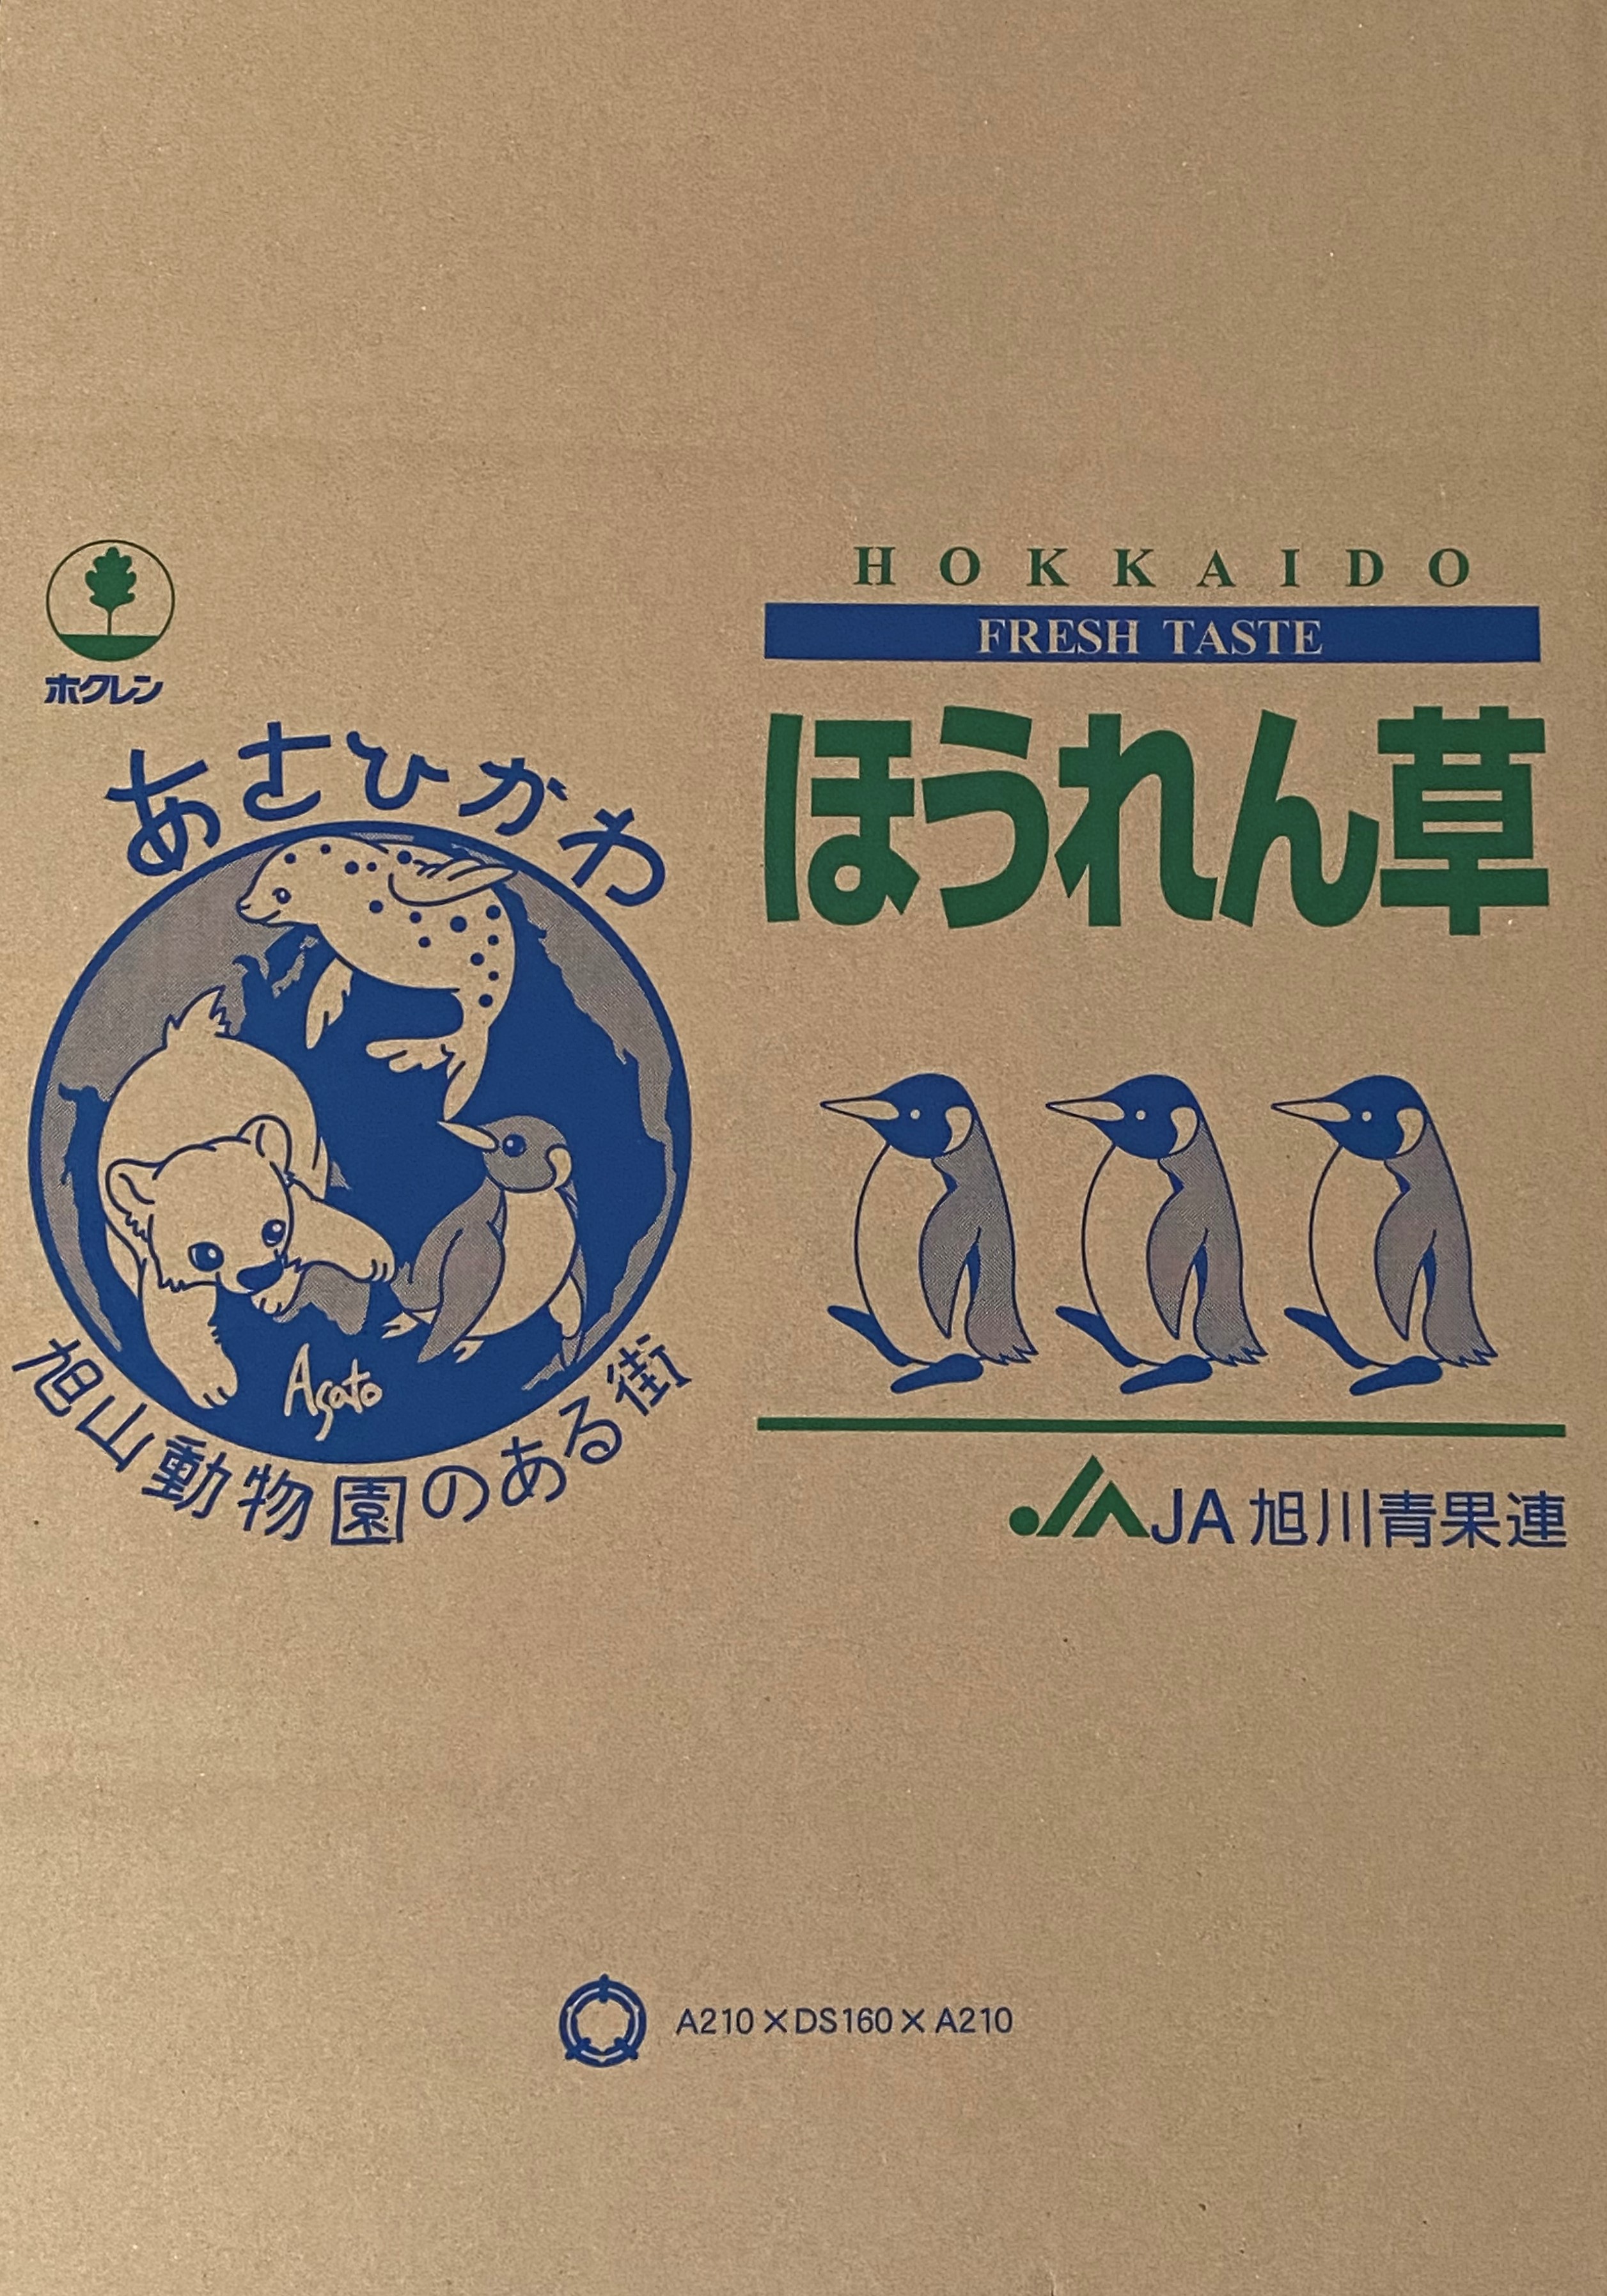 ホクレン
あさひかわ
Asato
旭山動物園のある街
HOKKAIDO
FRESH TASTE
ほうれん草
JA 旭川青果連
A210×DS160×A210